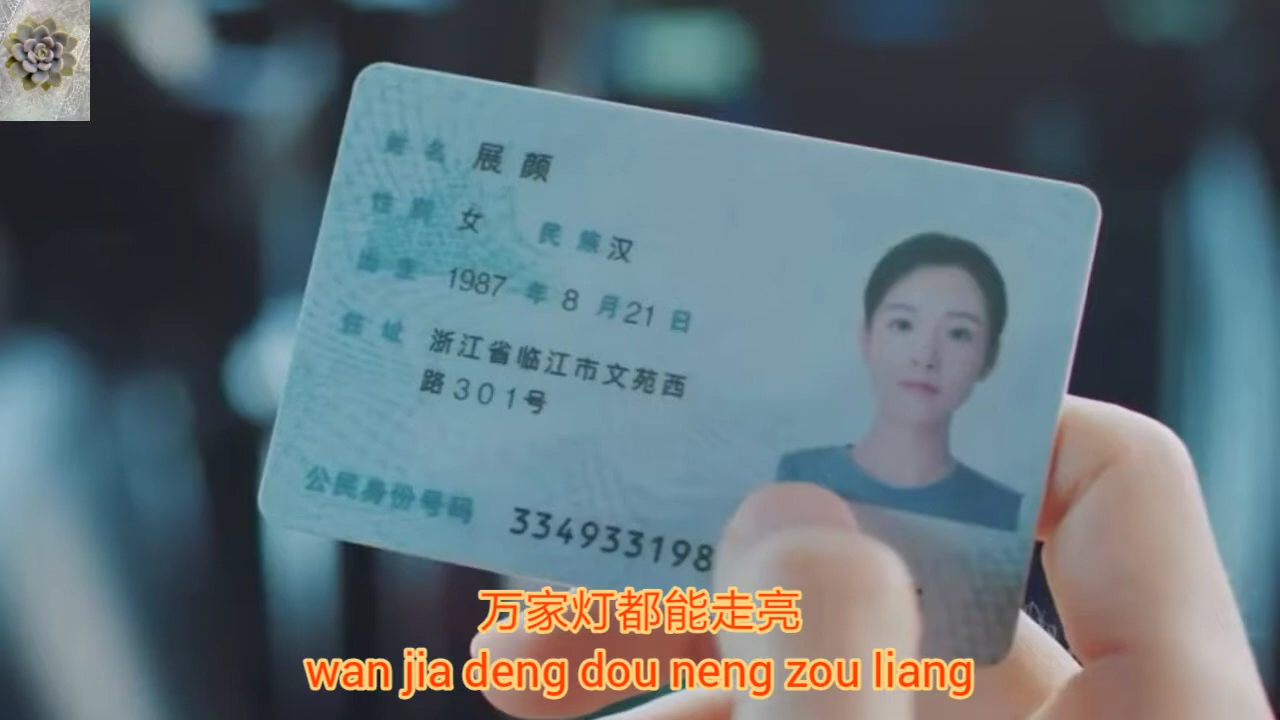 姓名 展颜
性别 女 民族 汉
出生 1987 年 8 月 21 日
住址 浙江省临江市文苑西
路301号
公民身份号码 334933198
万家灯都能走亮
wan jia deng dou neng zou liang